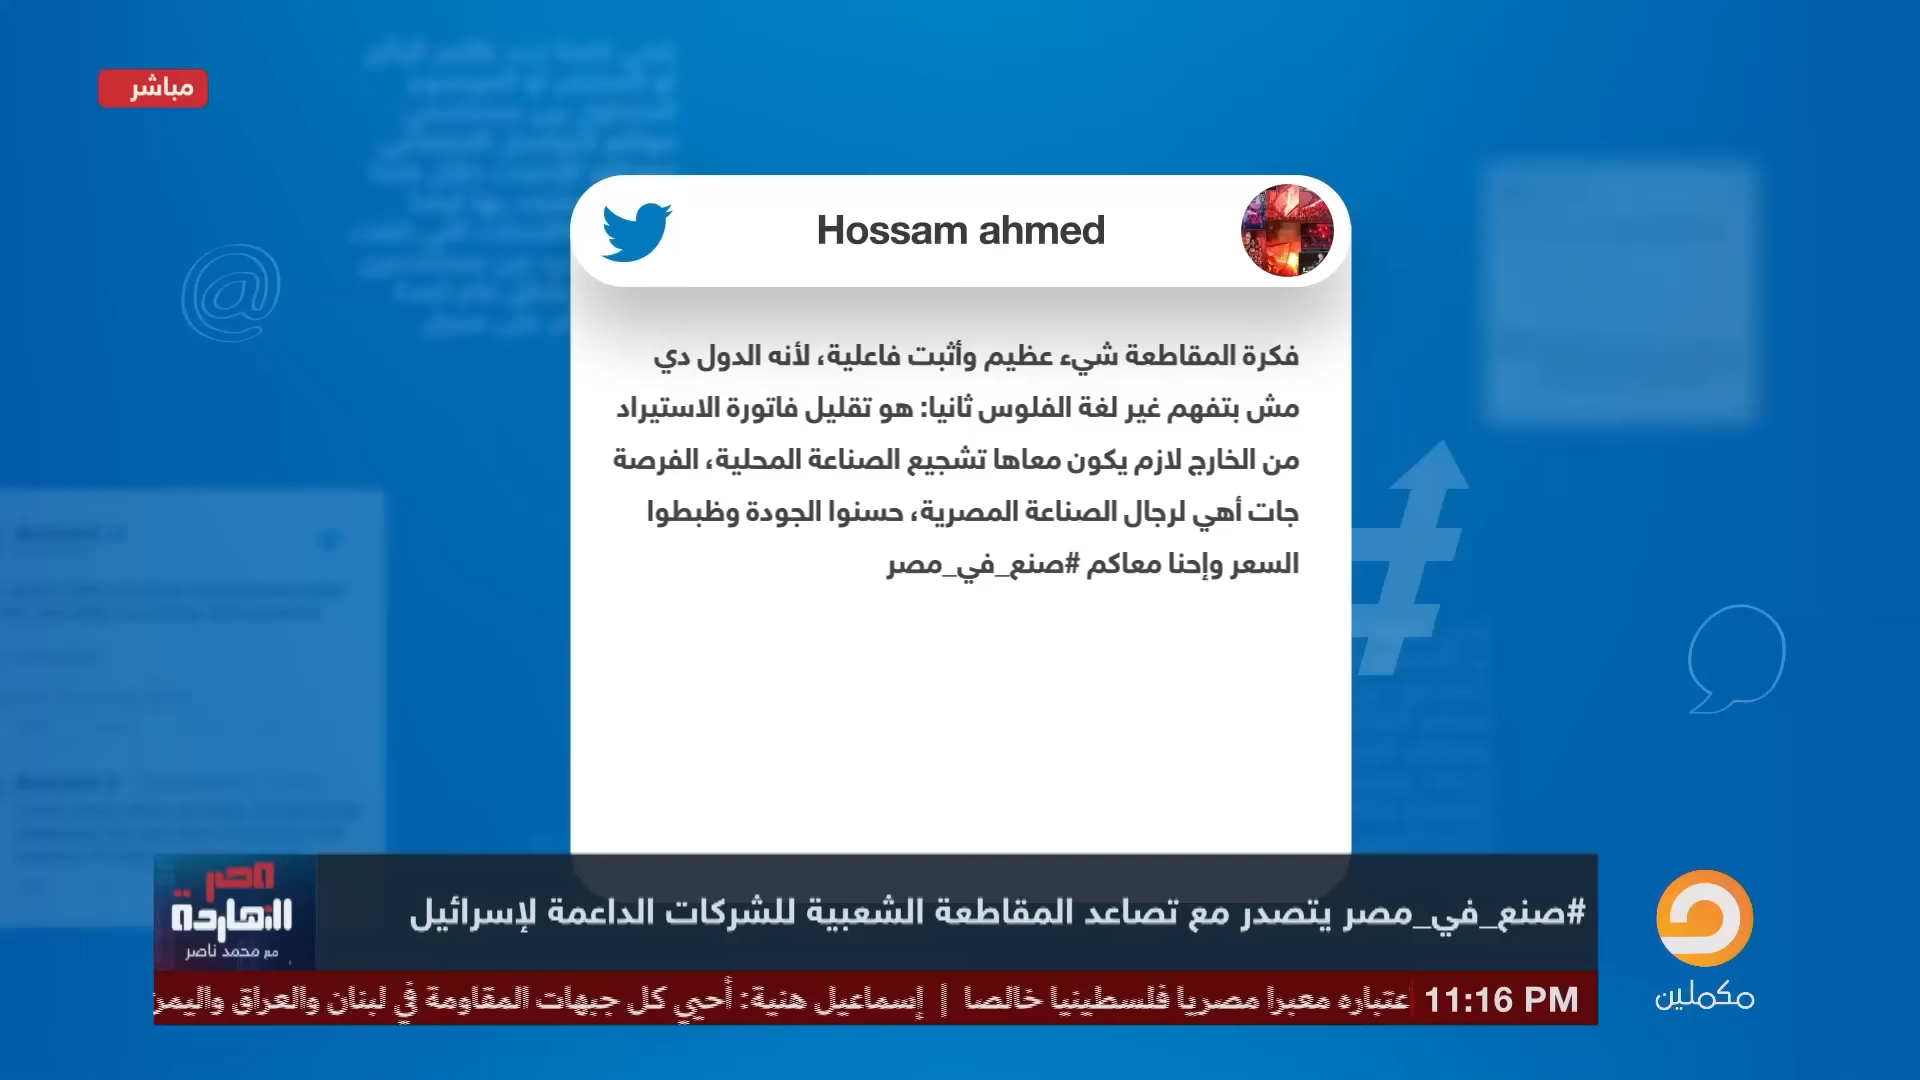 مباشر
Hossam ahmed
فكرة المقاطعة شيء عظيم وأثبت فاعلية، لأنه الدول دي
مش بتفهم غير لغة الفلوس ثانيا: هو تقليل فاتورة الاستيراد
من الخارج لازم يكون معاها تشجيع الصناعة المحلية، الفرصة
جات أهي لرجال الصناعة المصرية، حسنوا الجودة وظبطوا
السعر وإحنا معاكم #صنع_في_مصر
#صنع_في_مصر يتصدر مع تصاعد المقاطعة الشعبية للشركات الداعمة لإسرائيل
مصر
النهاردة
مع محمد ناصر
11:16 PM
عتباره معبرا مصريا فلسطينيا خالصا | إسماعيل هنية: أحيي كل جبهات المقاومة في لبنان والعراق واليمن
مكملين